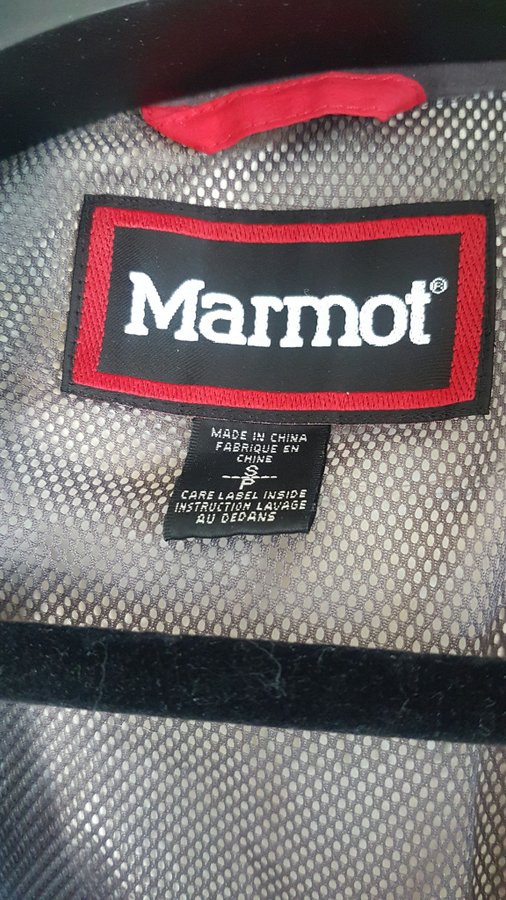 Marmot®
MADE IN CHINA
FABRIQUE EN
CHINE
S
P
CARE LABEL INSIDE
INSTRUCTION LAVAGE
AU DEDANS